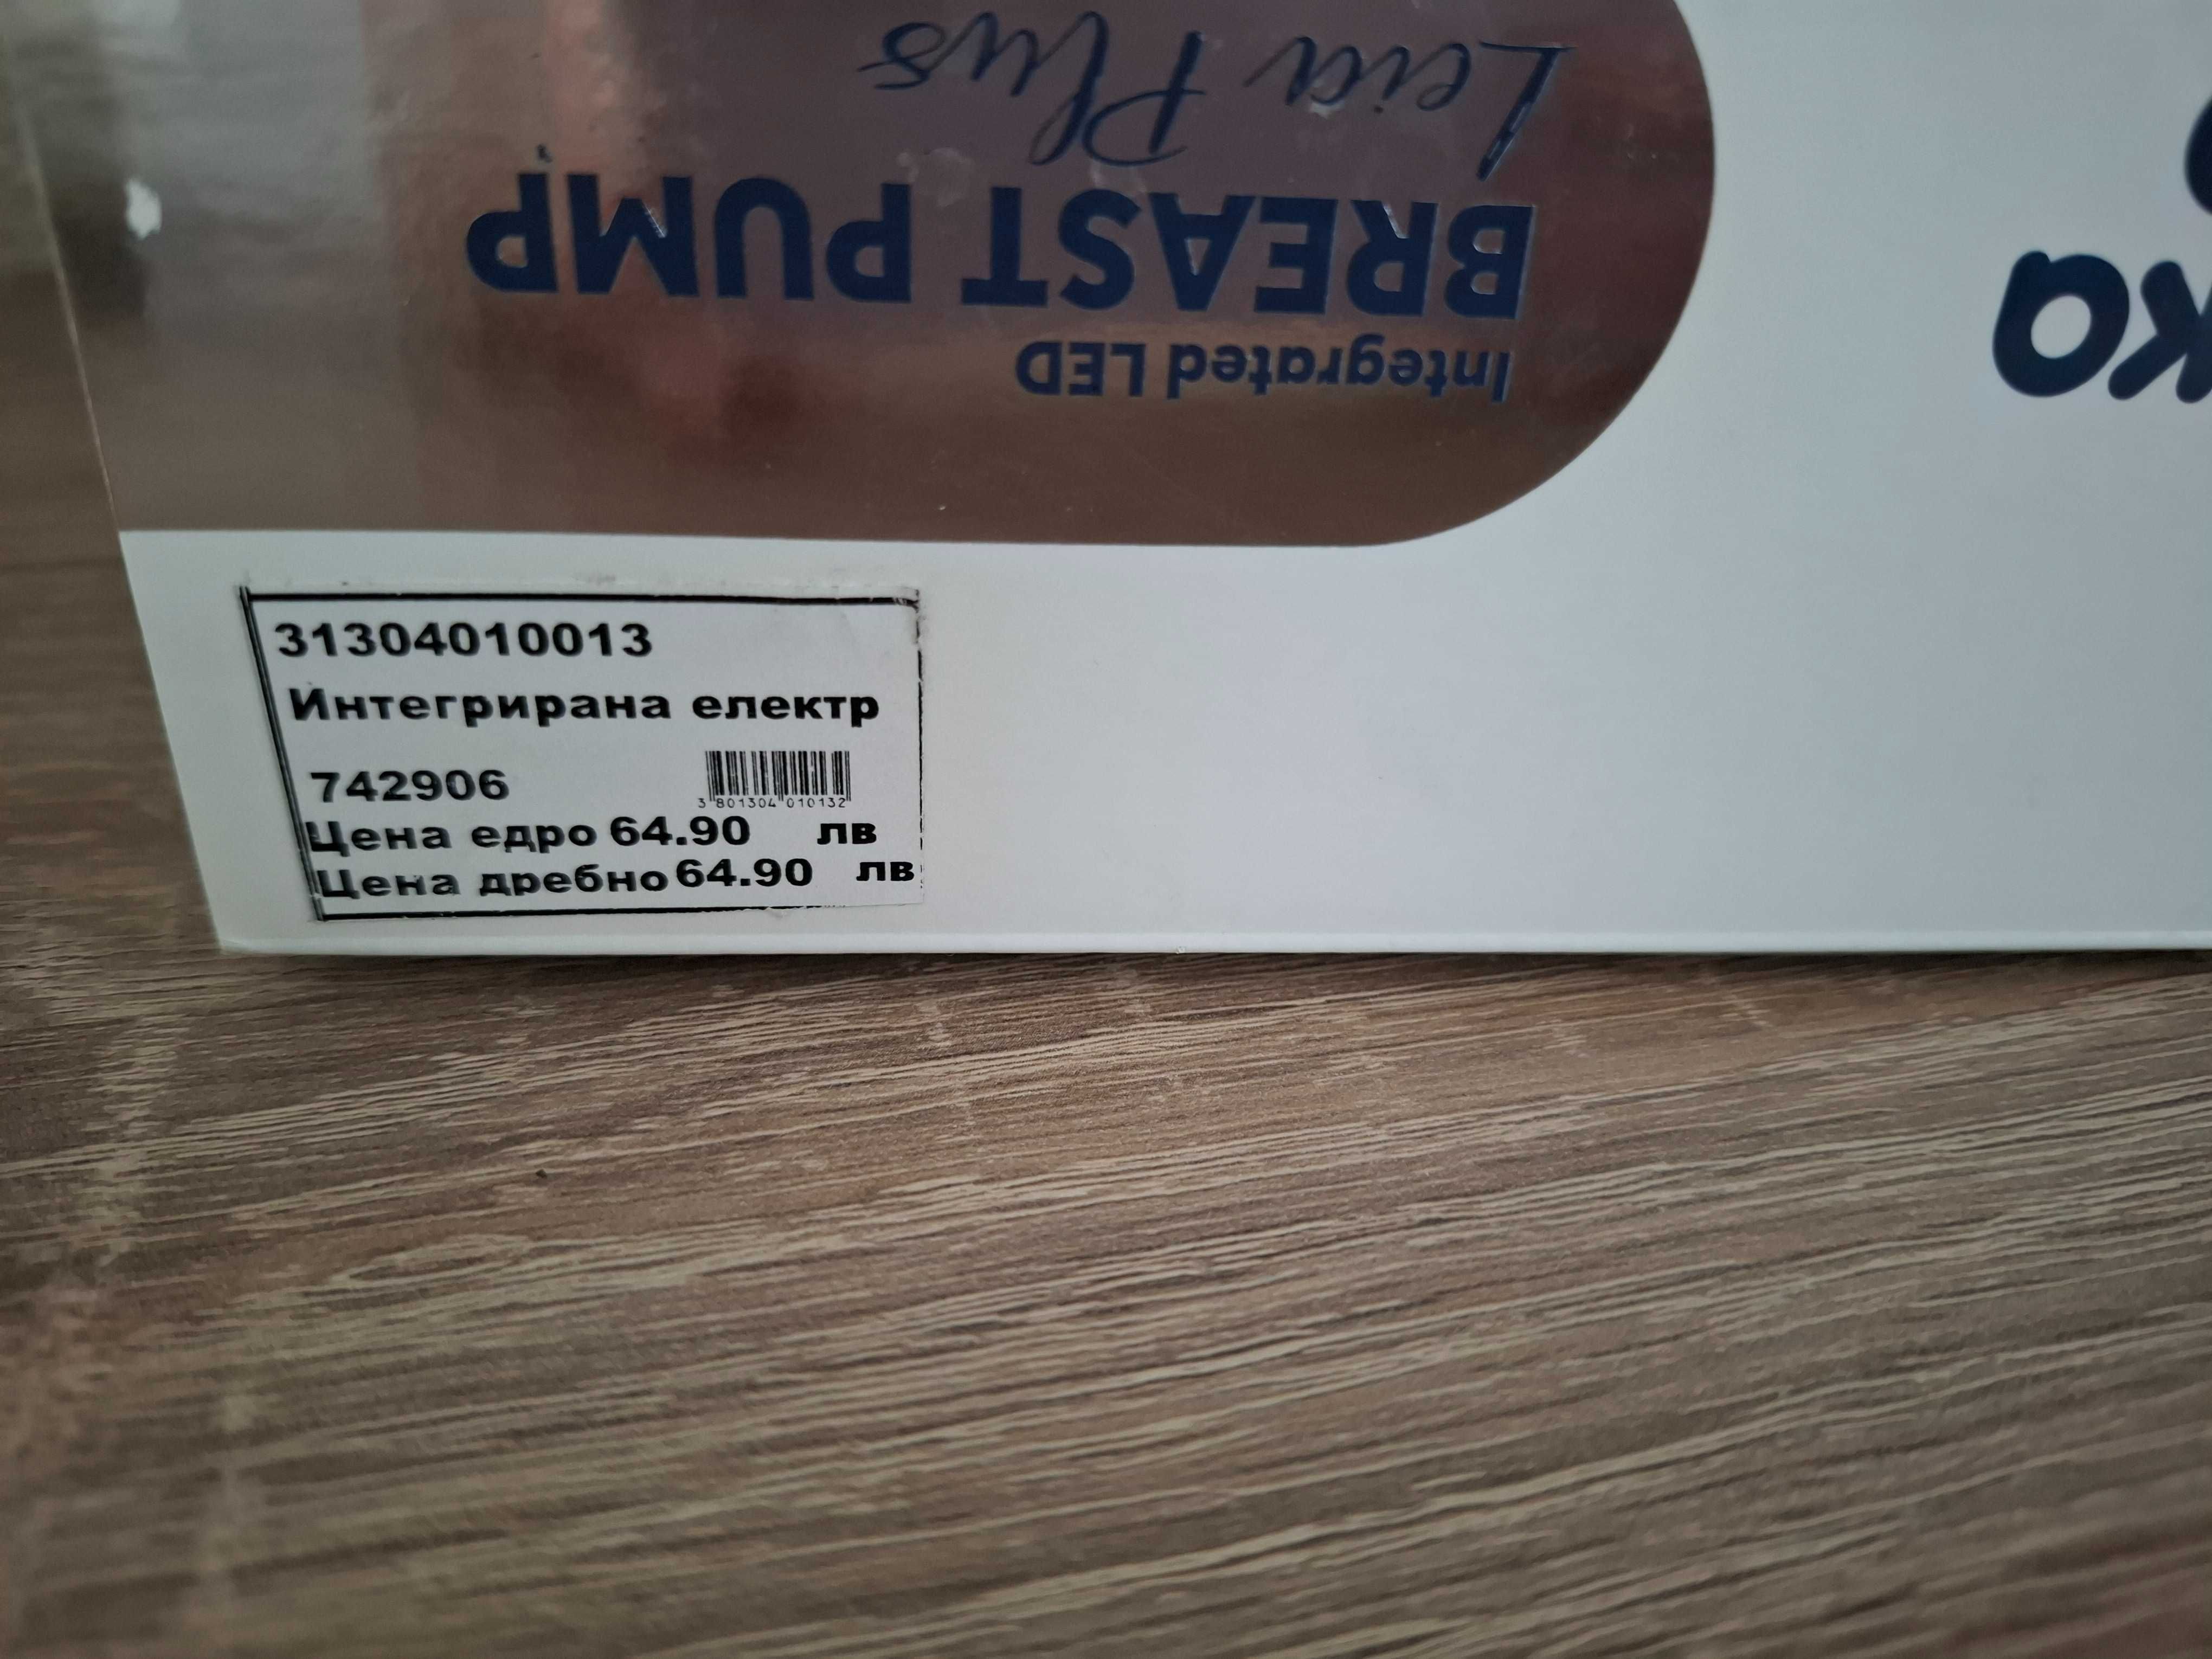 Integrated LED
BREAST PUMP
Leia Plus
31304010013
Интегрирана електр
742906
3 801304 010132
Цена едро 64.90 лв
Цена дребно 64.90 лв